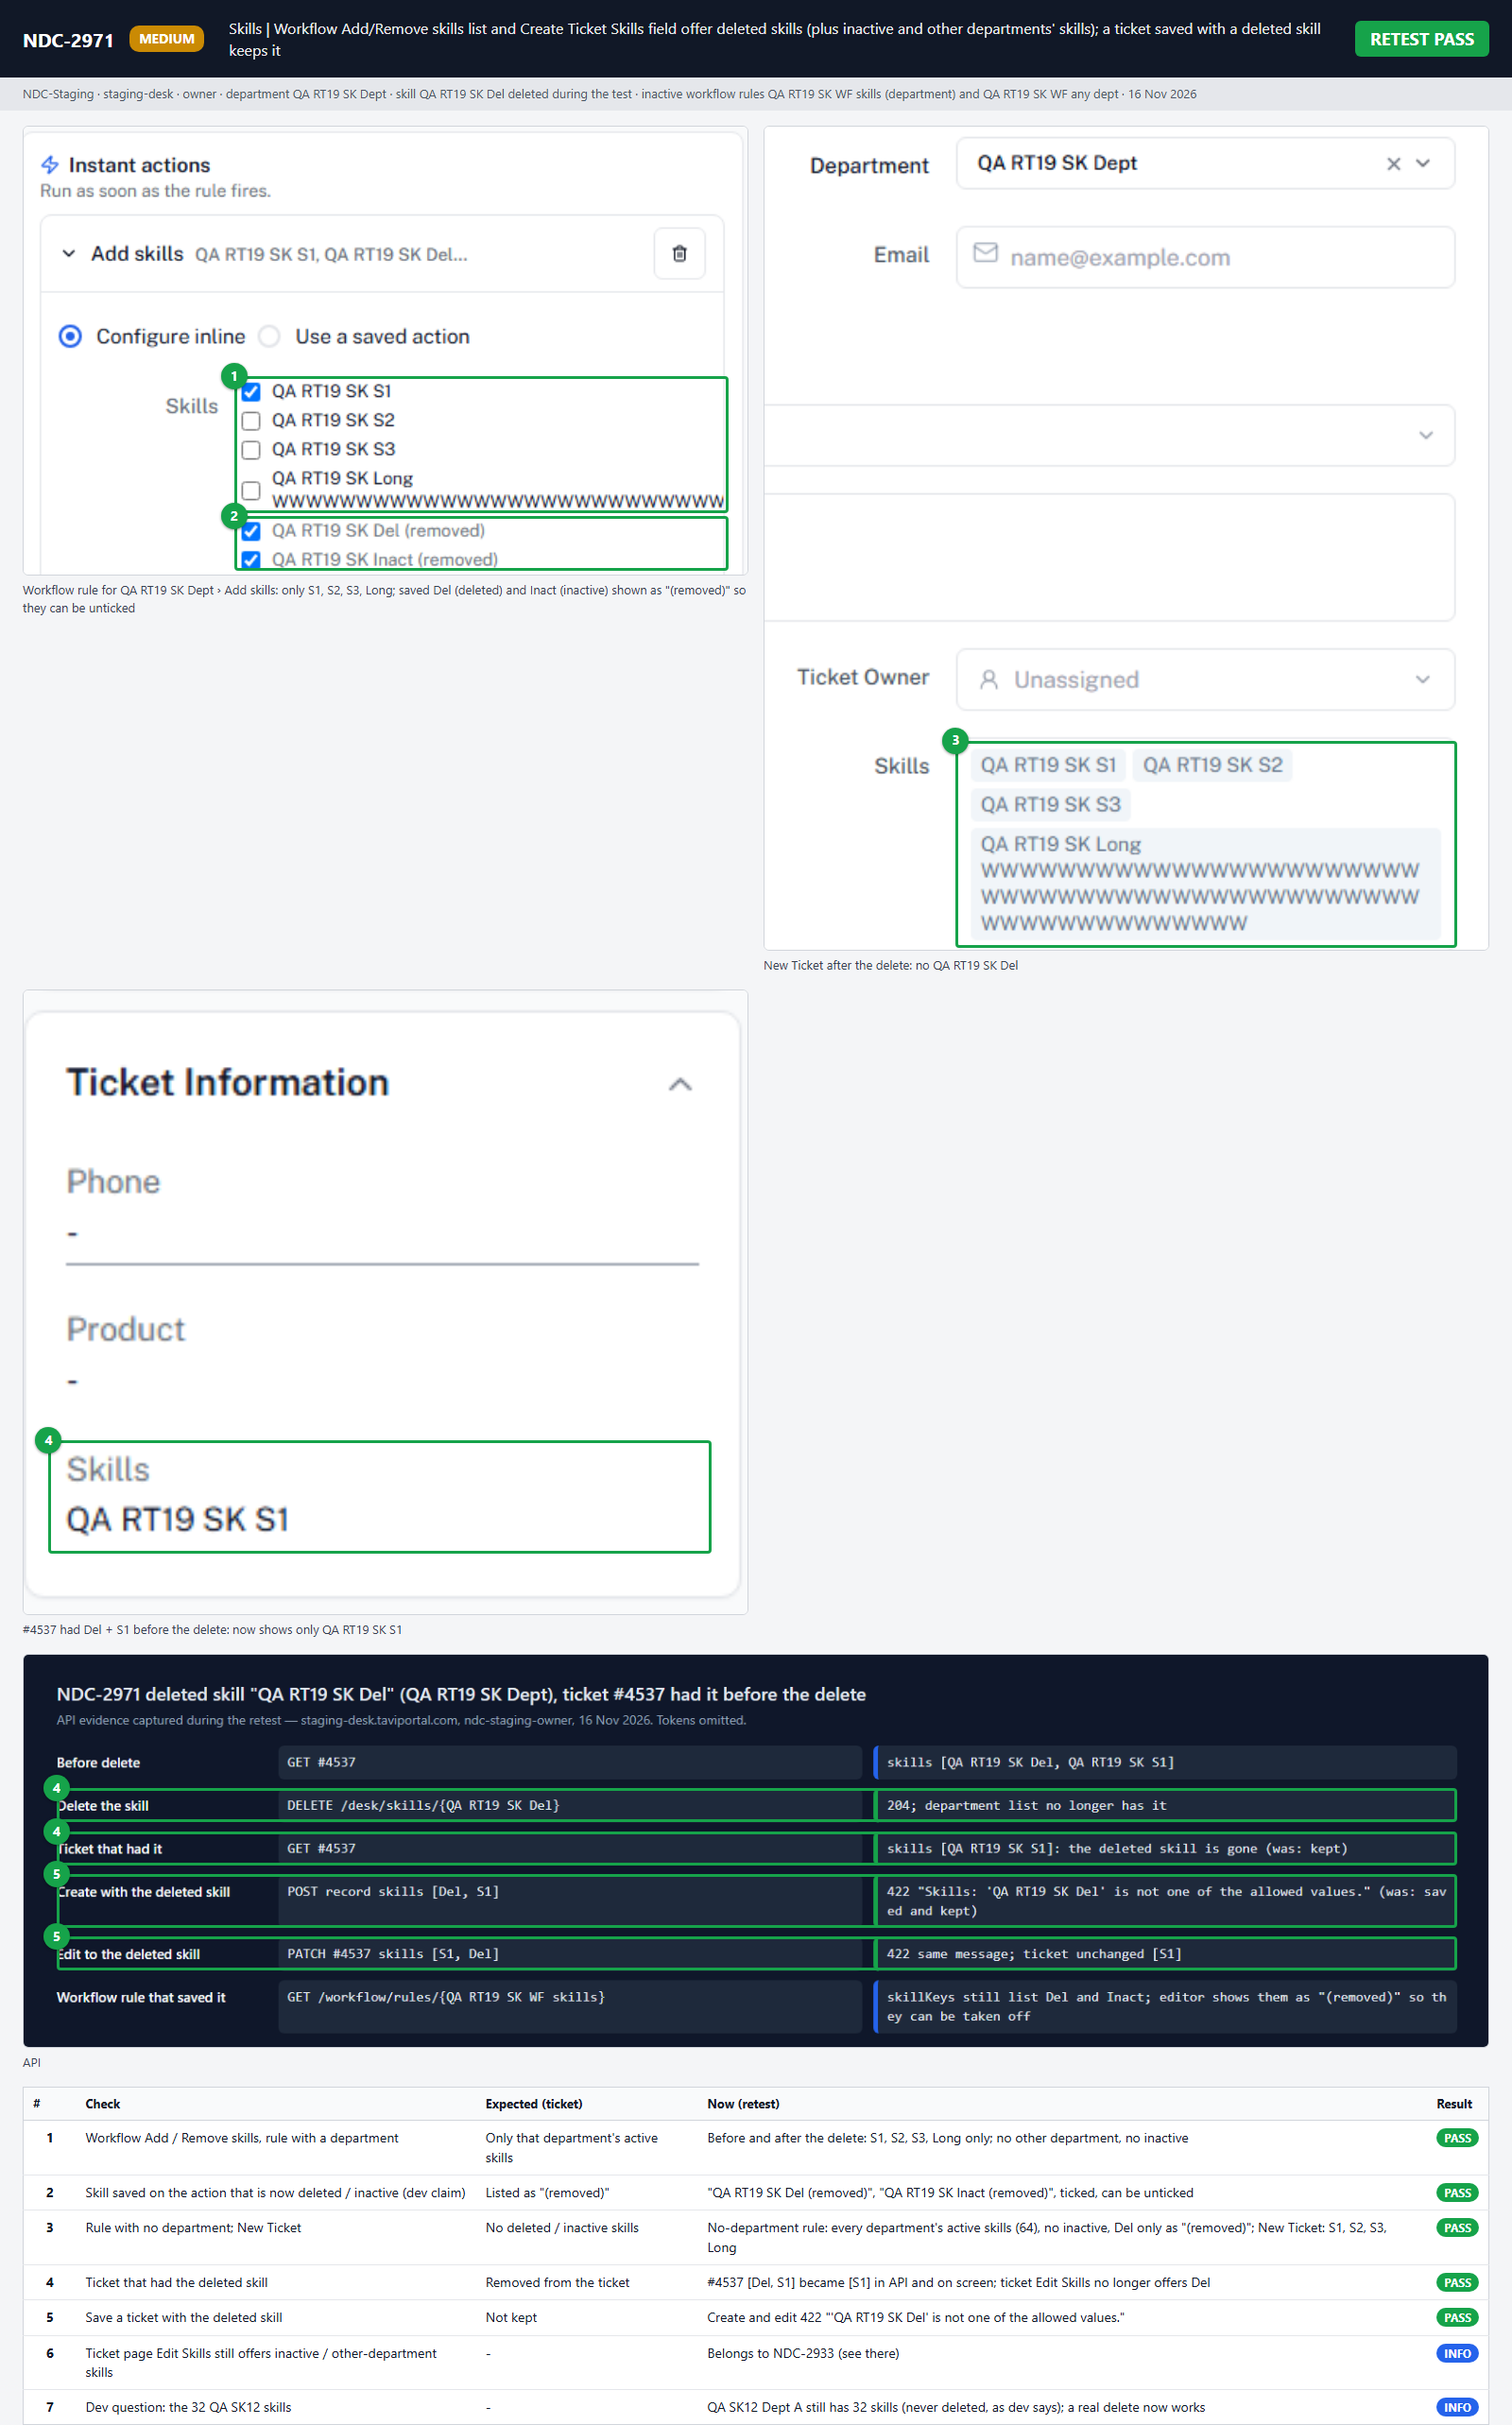 NDC-2971
MEDIUM
Skills | Workflow Add/Remove skills list and Create Ticket Skills field offer deleted skills (plus inactive and other departments' skills); a ticket saved with a deleted skill
keeps it
RETEST PASS
NDC-Staging · staging-desk · owner · department QA RT19 SK Dept · skill QA RT19 SK Del deleted during the test · inactive workflow rules QA RT19 SK WF skills (department) and QA RT19 SK WF any dept · 16 Nov 2026
Instant actions
Run as soon as the rule fires.
Add skills QA RT19 SK S1, QA RT19 SK Del...
Configure inline
Use a saved action
Skills
1
QA RT19 SK S1
QA RT19 SK S2
QA RT19 SK S3
QA RT19 SK Long
WWWWWWWWWWWWWWWWWWWWWWWWWWW
2
QA RT19 SK Del (removed)
QA RT19 SK Inact (removed)
Workflow rule for QA RT19 SK Dept › Add skills: only S1, S2, S3, Long; saved Del (deleted) and Inact (inactive) shown as "(removed)" so
they can be unticked
Department
QA RT19 SK Dept
Email
name@example.com
Ticket Owner
Unassigned
Skills
3
QA RT19 SK S1 QA RT19 SK S2
QA RT19 SK S3
QA RT19 SK Long
WWWWWWWWWWWWWWWWWWWWWWW
WWWWWWWWWWWWWWWWWWWWWWW
WWWWWWWWWWWWWW
New Ticket after the delete: no QA RT19 SK Del
Ticket Information
Phone
-
Product
-
4
Skills
QA RT19 SK S1
#4537 had Del + S1 before the delete: now shows only QA RT19 SK S1
NDC-2971 deleted skill "QA RT19 SK Del" (QA RT19 SK Dept), ticket #4537 had it before the delete
API evidence captured during the retest — staging-desk.taviportal.com, ndc-staging-owner, 16 Nov 2026. Tokens omitted.
Before delete GET #4537 skills [QA RT19 SK Del, QA RT19 SK S1]
4
Delete the skill DELETE /desk/skills/{QA RT19 SK Del} 204; department list no longer has it
4
Ticket that had it GET #4537 skills [QA RT19 SK S1]: the deleted skill is gone (was: kept)
5
Create with the deleted skill POST record skills [Del, S1] 422 "Skills: 'QA RT19 SK Del' is not one of the allowed values." (was: sav
ed and kept)
5
Edit to the deleted skill PATCH #4537 skills [S1, Del] 422 same message; ticket unchanged [S1]
Workflow rule that saved it GET /workflow/rules/{QA RT19 SK WF skills} skillKeys still list Del and Inact; editor shows them as "(removed)" so th
ey can be taken off
API
# Check Expected (ticket) Now (retest) Result
1 Workflow Add / Remove skills, rule with a department Only that department's active Before and after the delete: S1, S2, S3, Long only; no other department, no inactive PASS
skills
2 Skill saved on the action that is now deleted / inactive (dev claim) Listed as "(removed)" "QA RT19 SK Del (removed)", "QA RT19 SK Inact (removed)", ticked, can be unticked PASS
3 Rule with no department; New Ticket No deleted / inactive skills No-department rule: every department's active skills (64), no inactive, Del only as "(removed)"; New Ticket: S1, S2, S3, PASS
Long
4 Ticket that had the deleted skill Removed from the ticket #4537 [Del, S1] became [S1] in API and on screen; ticket Edit Skills no longer offers Del PASS
5 Save a ticket with the deleted skill Not kept Create and edit 422 "'QA RT19 SK Del' is not one of the allowed values." PASS
6 Ticket page Edit Skills still offers inactive / other-department - Belongs to NDC-2933 (see there) INFO
skills
7 Dev question: the 32 QA SK12 skills - QA SK12 Dept A still has 32 skills (never deleted, as dev says); a real delete now works INFO